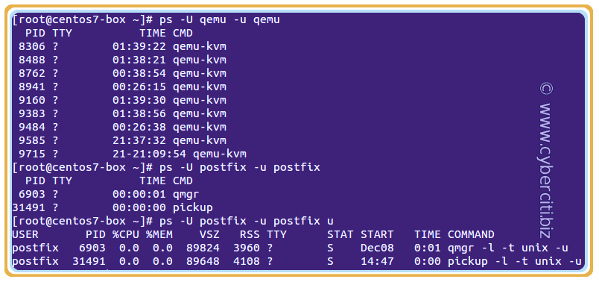 [root@centos7-box ~]# ps -U qemu -u qemu
  PID TTY          TIME CMD
 8306 ?        01:39:22 qemu-kvm
 8488 ?        01:38:21 qemu-kvm
 8762 ?        00:38:54 qemu-kvm
 8941 ?        00:26:15 qemu-kvm
 9160 ?        01:39:30 qemu-kvm
 9383 ?        01:38:56 qemu-kvm
 9484 ?        00:26:38 qemu-kvm
 9585 ?        21:37:32 qemu-kvm
 9715 ?        21-21:09:54 qemu-kvm
[root@centos7-box ~]# ps -U postfix -u postfix
  PID TTY          TIME CMD
 6903 ?        00:00:01 qmgr
31491 ?        00:00:00 pickup
[root@centos7-box ~]# ps -U postfix -u postfix u
USER       PID %CPU %MEM    VSZ   RSS TTY      STAT START   TIME COMMAND
postfix   6903  0.0  0.0  89824  3960 ?        S    Dec08   0:01 qmgr -l -t unix -u
postfix  31491  0.0  0.0  89648  4108 ?        S    14:47   0:00 pickup -l -t unix -u
© www.cyberciti.biz